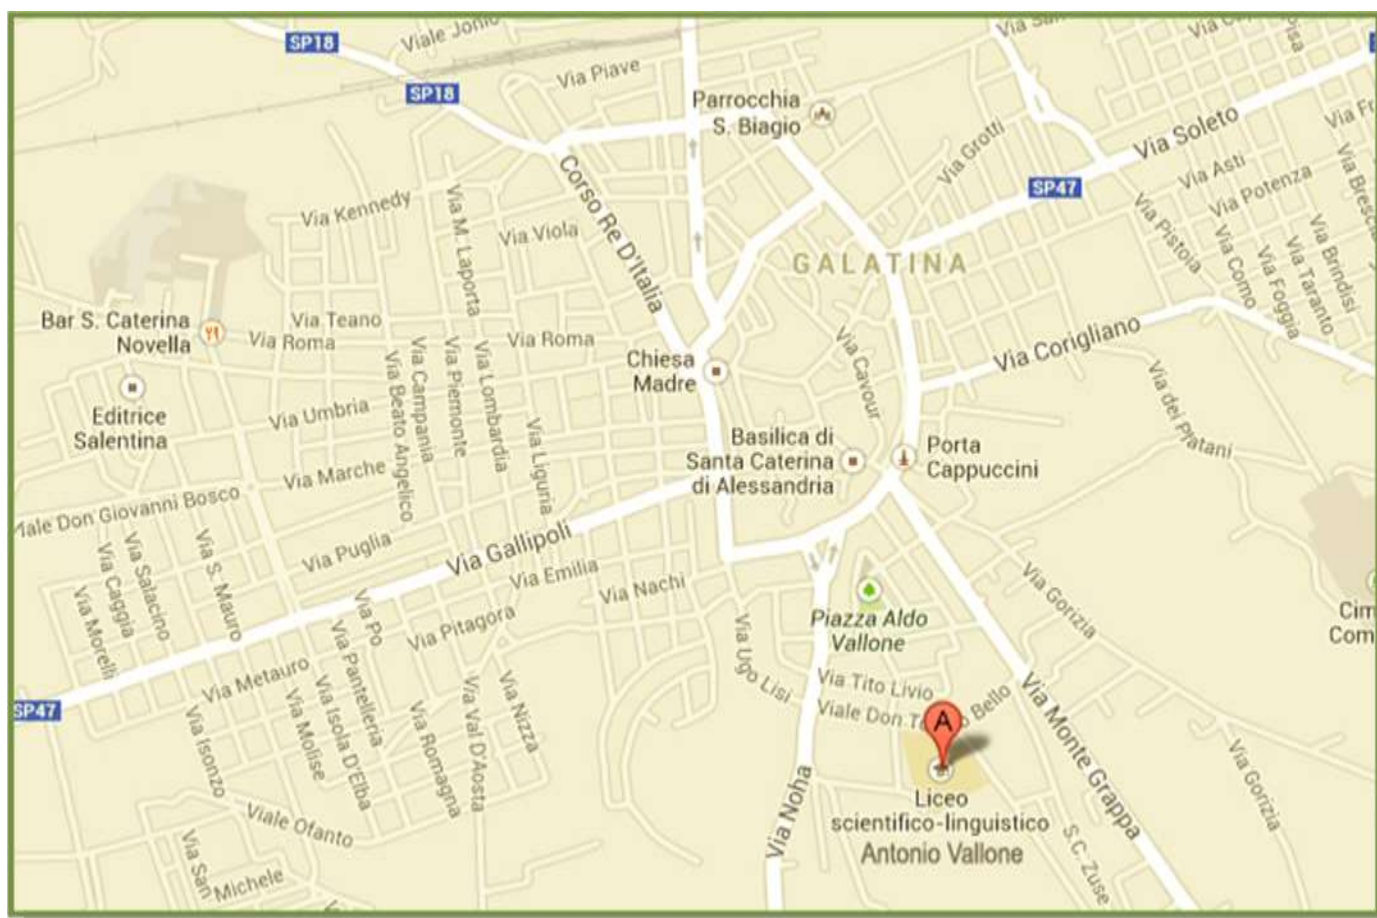 SP18
Viale Jonio
SP18
Via Piave
Parrocchia
S. Biagio
Via Grotti
Via Soleto
SP47
Via Asti
Via Potenza
Via Pistoia
Via Como
Via Foggia
Via Taranto
Via Brindisi
Via Kennedy
Via M. Laporta
Via Viola
Corso Re D'Italia
GALATINA
Bar S. Caterina
Novella
Via Teano
Via Roma
Via Roma
Chiesa
Madre
Via Cavour
Via Corigliano
Via dei Platani
Editrice
Salentina
Via Umbria
Via Beato Angelico
Via Campania
Via Piemonte
Via Lombardia
Via Liguria
Via Marche
Basilica di
Santa Caterina
di Alessandria
Porta
Cappuccini
iale Don Giovanni Bosco
Via Puglia
Via Gallipoli
Via Emilia
Via Nachi
Via Morelli
Via Caggia
Via Salacino
Via S. Mauro
Via Po
Via Pitagora
Via Ugo Lisi
Piazza Aldo
Vallone
Via Gorizia
Cim
Com
SP47
Via Metauro
Via Isonzo
Via Molise
Via Isola D'Elba
Via Pantelleria
Via Romagna
Via Val D'Aosta
Via Nizza
Via Tito Livio
Viale Don T
Bello
A
Via Monte Grappa
Via Gorizia
Viale Ofanto
Via San Michele
Via Noha
Liceo
scientifico-linguistico
Antonio Vallone
S.C. Zuse